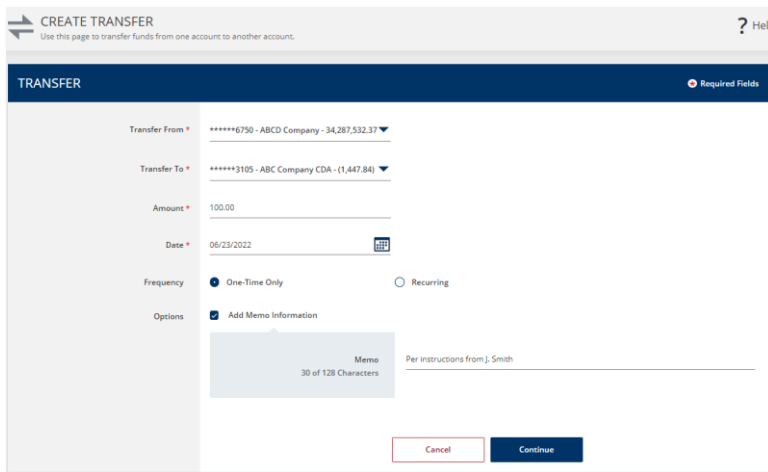 CREATE TRANSFER
Use this page to transfer funds from one account to another account.
? Hel
TRANSFER
Required Fields
Transfer From * ******6750 - ABCD Company - 34,287,532.37
Transfer To * ******3105 - ABC Company CDA - (1,447.84)
Amount * 100.00
Date * 06/23/2022
Frequency One-Time Only Recurring
Options Add Memo Information
Memo Per instructions from J. Smith
30 of 128 Characters
Cancel Continue